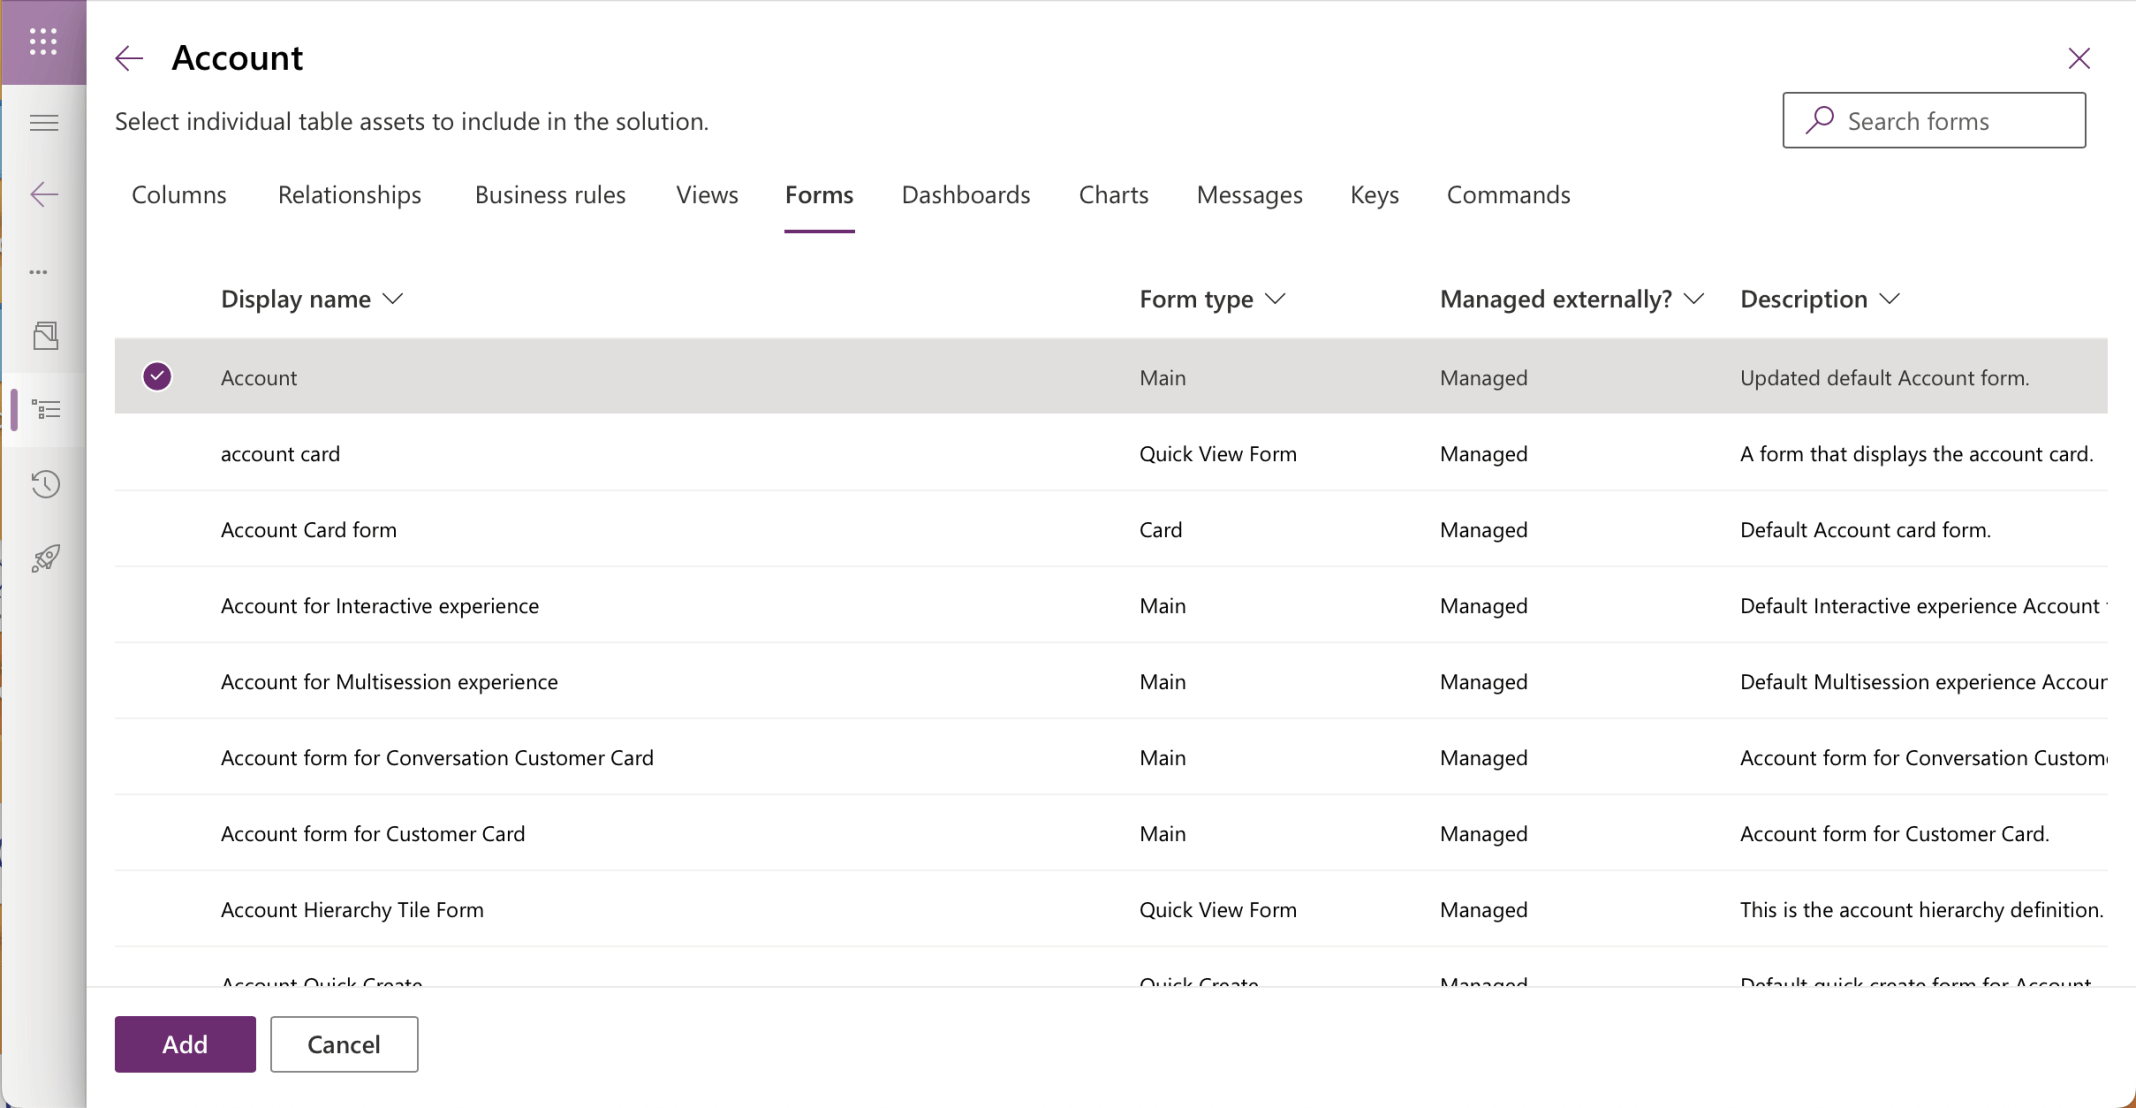 Account
Select individual table assets to include in the solution.
Search forms
Columns Relationships Business rules Views Forms Dashboards Charts Messages Keys Commands
Display name Form type Managed externally? Description
Account Main Managed Updated default Account form.
account card Quick View Form Managed A form that displays the account card.
Account Card form Card Managed Default Account card form.
Account for Interactive experience Main Managed Default Interactive experience Account
Account for Multisession experience Main Managed Default Multisession experience Accour
Account form for Conversation Customer Card Main Managed Account form for Conversation Custom
Account form for Customer Card Main Managed Account form for Customer Card.
Account Hierarchy Tile Form Quick View Form Managed This is the account hierarchy definition.
Account Quick Create Quick Create Managed Default quick create form for Account
Add Cancel